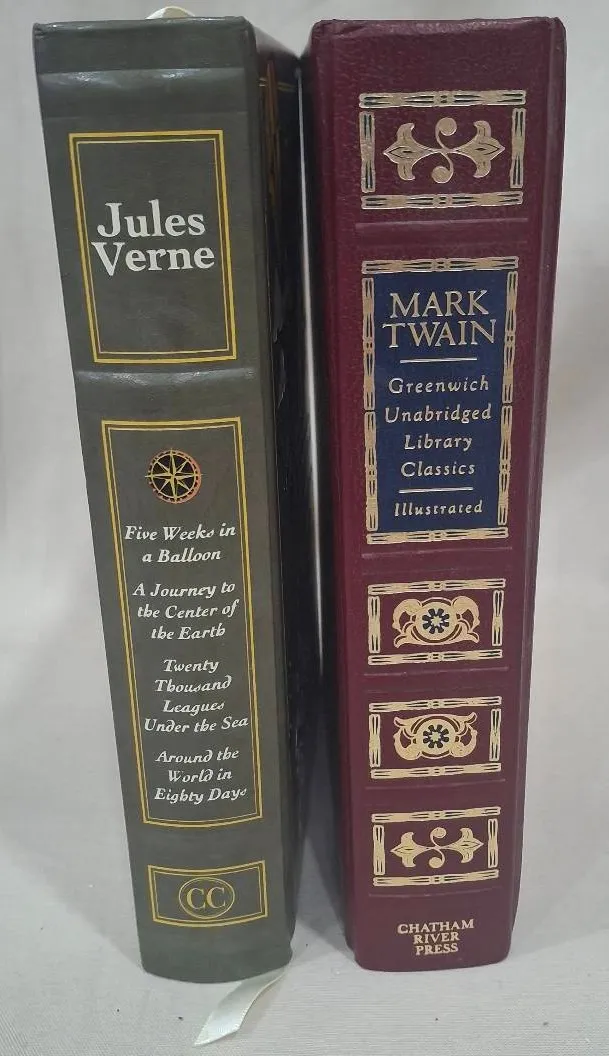 Jules
Verne
Five Weeks in
a Balloon
A Journey to
the Center of
the Earth
Twenty
Thousand
Leagues
Under the Sea
Around the
World in
Eighty Days
CC
MARK
TWAIN
Greenwich
Unabridged
Library
Classics
Illustrated
CHATHAM
RIVER
PRESS